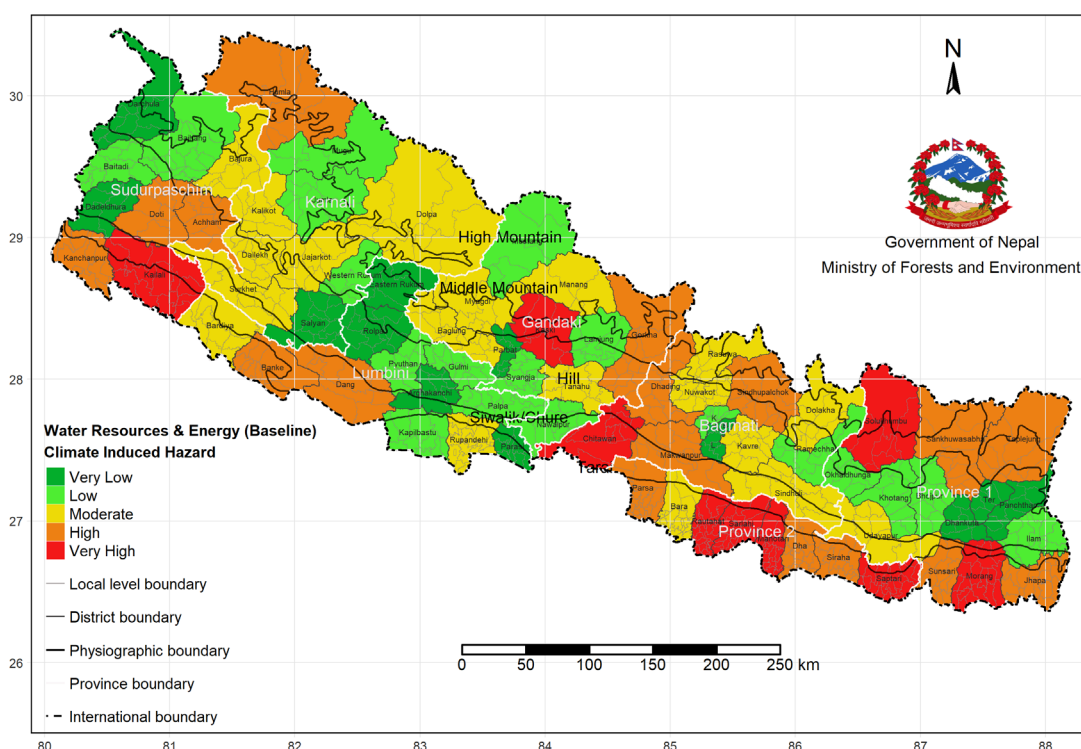 N
Government of Nepal
Ministry of Forests and Environment
30
29
28
27
26
Humla
Darchula
Bajhang
Mugu
Bajura
Baitadi
Sudurpaschim
Karnali
Dadeldhura
Doti
Achham
Kalikot
Dolpa
High Mountain
Kanchanpur
Kailali
Dailekh
Jajarkot
Western Rukum
Eastern Rukum
Middle Mountain
Manang
Surkhet
Myagdi
Bardiya
Salyan
Rolpa
Baglung
Gandaki
Parbat
Lamjung
Gorkha
Rasuwa
Banke
Dang
Lumbini
Pyuthan
Gulmi
Syangja
Hill
Tanahu
Dhading
Nuwakot
Sindhupalchok
Dolakha
Palpa
Siwalik/Chure
Nawalpur
Kapilbastu
Rupandehi
Parasi
Chitawan
Bagmati
Kavre
Ramechhap
Solukhumbu
Sankhuwasabha
Taplejung
Makwanpur
Okhaldhunga
Parsa
Bara
Sindhuli
Khotang
Province 1
Ter
Panchthar
Province 2
Dhankuta
Udayapur
Ilam
Dha
Siraha
Saptari
Sunsari
Morang
Jhapa
Water Resources & Energy (Baseline)
Climate Induced Hazard
Very Low
Low
Moderate
High
Very High
Local level boundary
District boundary
Physiographic boundary
Province boundary
International boundary
0 50 100 150 200 250 km
80 81 82 83 84 85 86 87 88